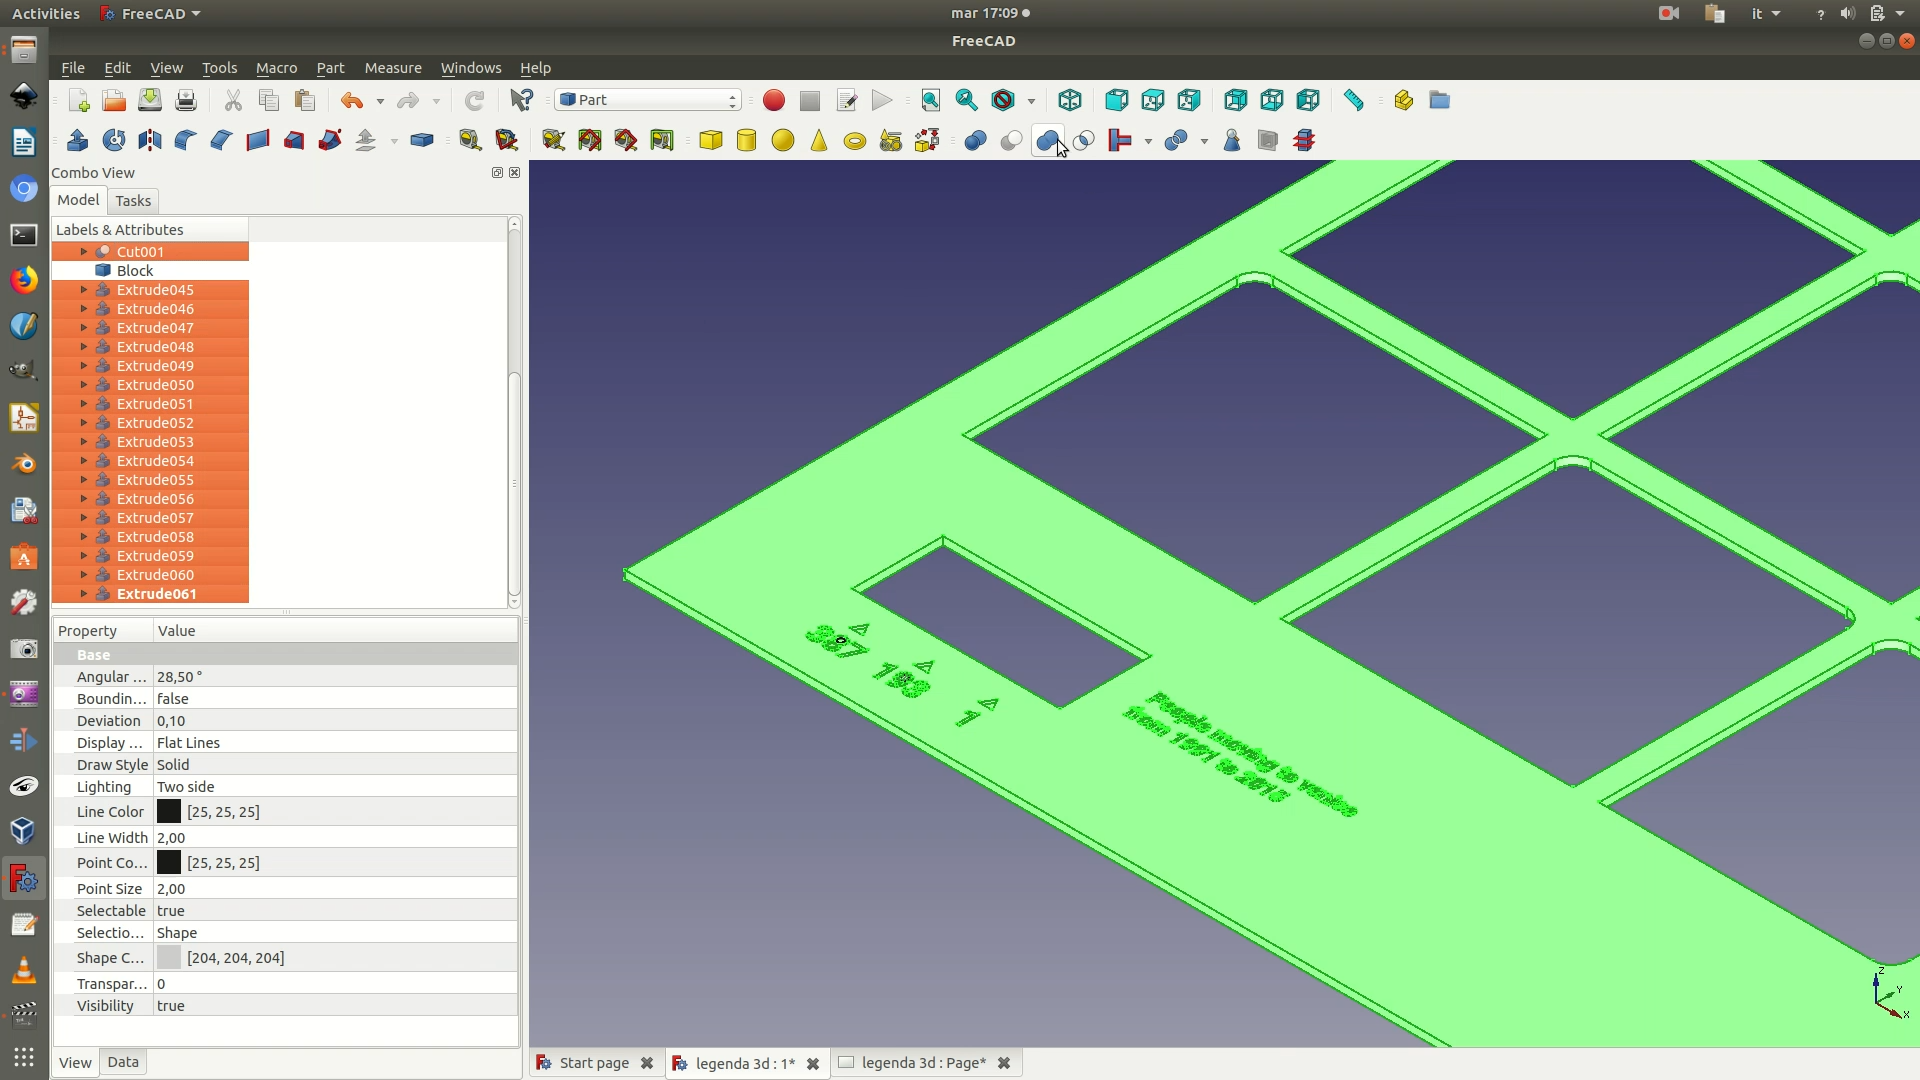 Activities FreeCAD mar 17:09 it ?
FreeCAD
File Edit View Tools Macro Part Measure Windows Help
Part
Combo View
Model Tasks
Labels & Attributes
Cut001
Block
Extrude045
Extrude046
Extrude047
Extrude048
Extrude049
Extrude050
Extrude051
Extrude052
Extrude053
Extrude054
Extrude055
Extrude056
Extrude057
Extrude058
Extrude059
Extrude060
Extrude061
Property Value
Base
Angular ... 28,50 °
Boundin... false
Deviation 0,10
Display ... Flat Lines
Draw Style Solid
Lighting Two side
Line Color [25, 25, 25]
Line Width 2,00
Point Co... [25, 25, 25]
Point Size 2,00
Selectable true
Selectio... Shape
Shape C... [204, 204, 204]
Transpar... 0
Visibility true
View Data
387 193 1
People moving to
from 1991 to
Z
Y
X
Start page legenda 3d : 1* legenda 3d : Page*